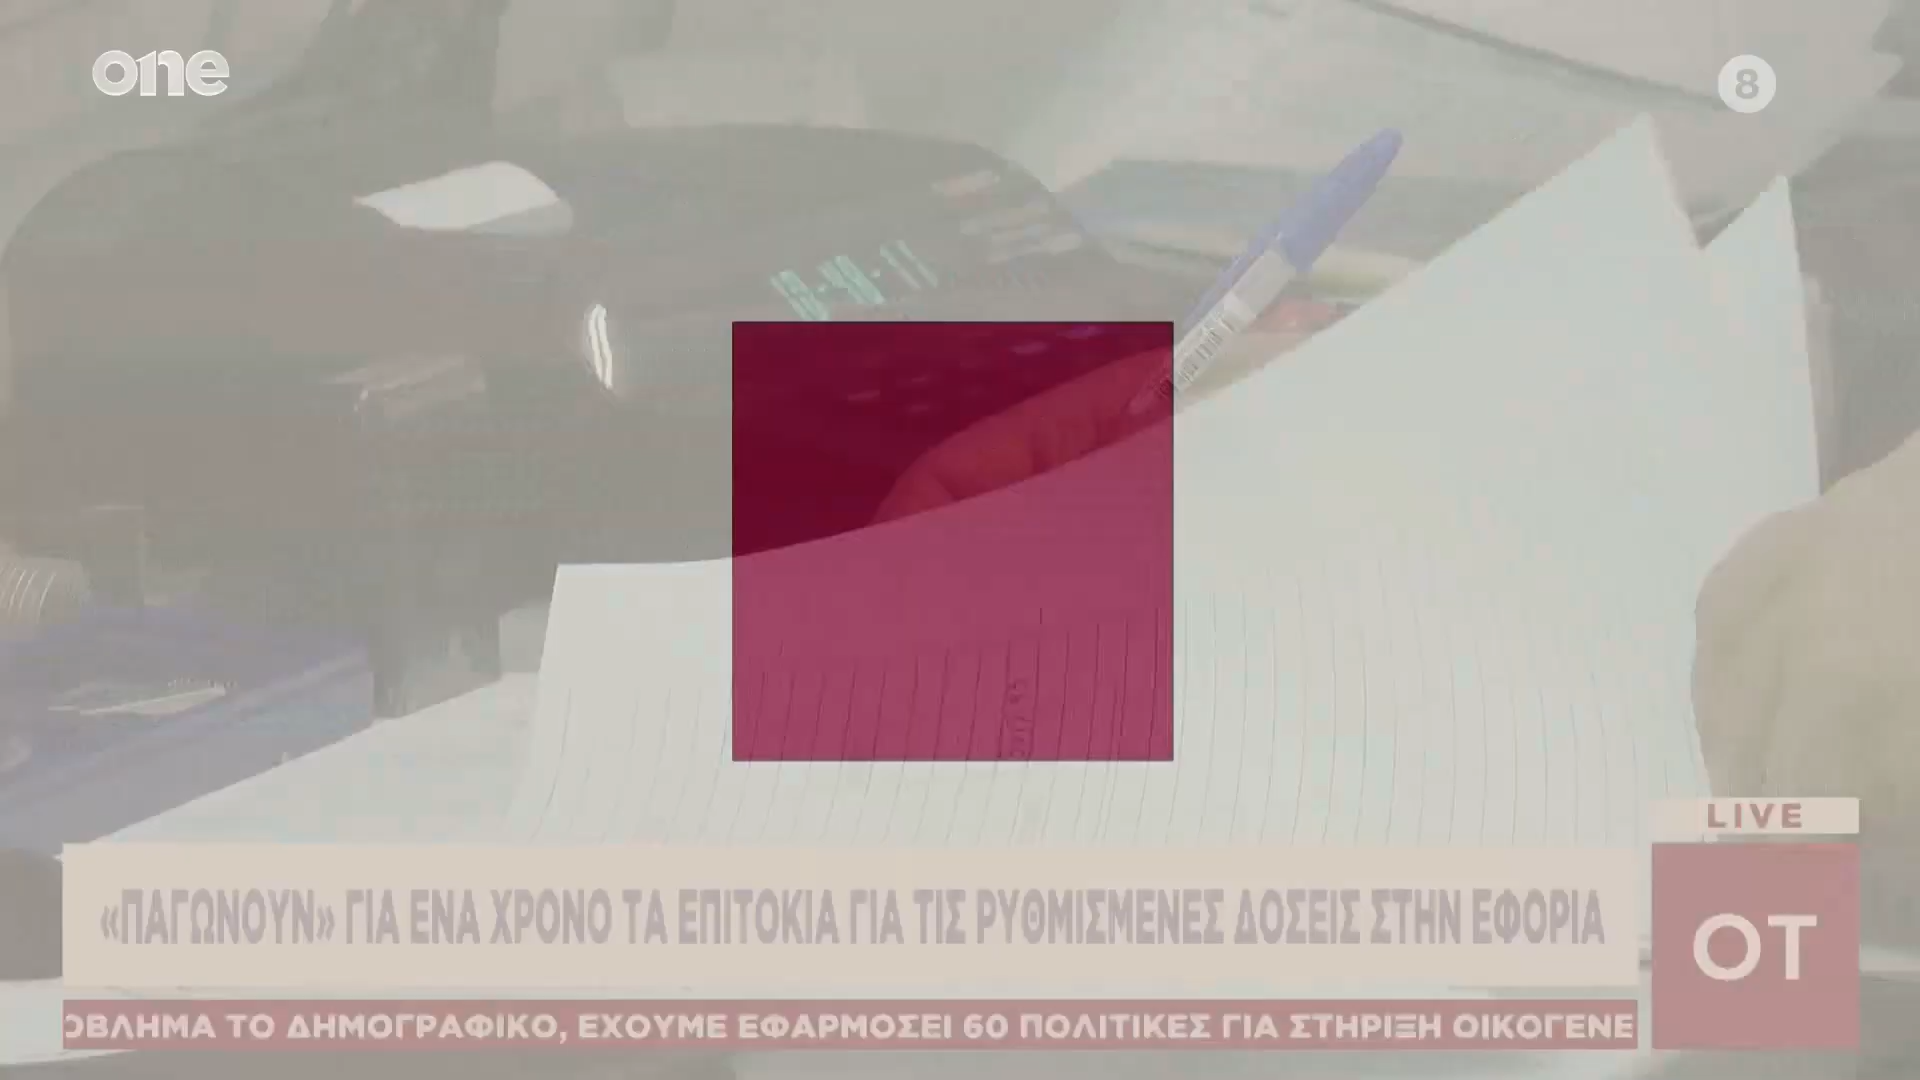 one
8
LIVE
«ΠΑΓΩΝΟΥΝ» ΓΙΑ ΕΝΑ ΧΡΟΝΟ ΤΑ ΕΠΙΤΟΚΙΑ ΓΙΑ ΤΙΣ ΡΥΘΜΙΣΜΕΝΕΣ ΔΟΣΕΙΣ ΣΤΗΝ ΕΦΟΡΙΑ
OT
ΟΒΛΗΜΑ ΤΟ ΔΗΜΟΓΡΑΦΙΚΟ, ΕΧΟΥΜΕ ΕΦΑΡΜΟΣΕΙ 60 ΠΟΛΙΤΙΚΕΣ ΓΙΑ ΣΤΗΡΙΞΗ ΟΙΚΟΓΕΝΕ